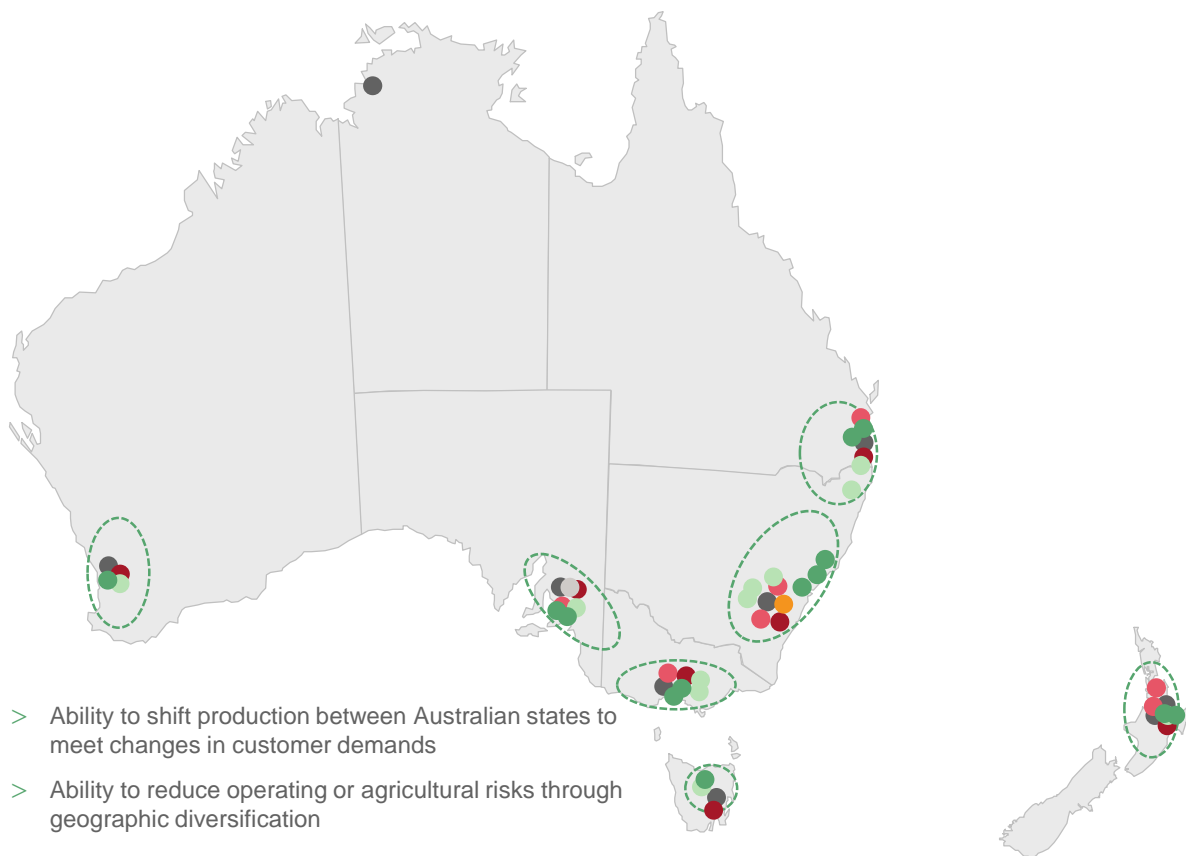 > Ability to shift production between Australian states to
meet changes in customer demands
> Ability to reduce operating or agricultural risks through
geographic diversification